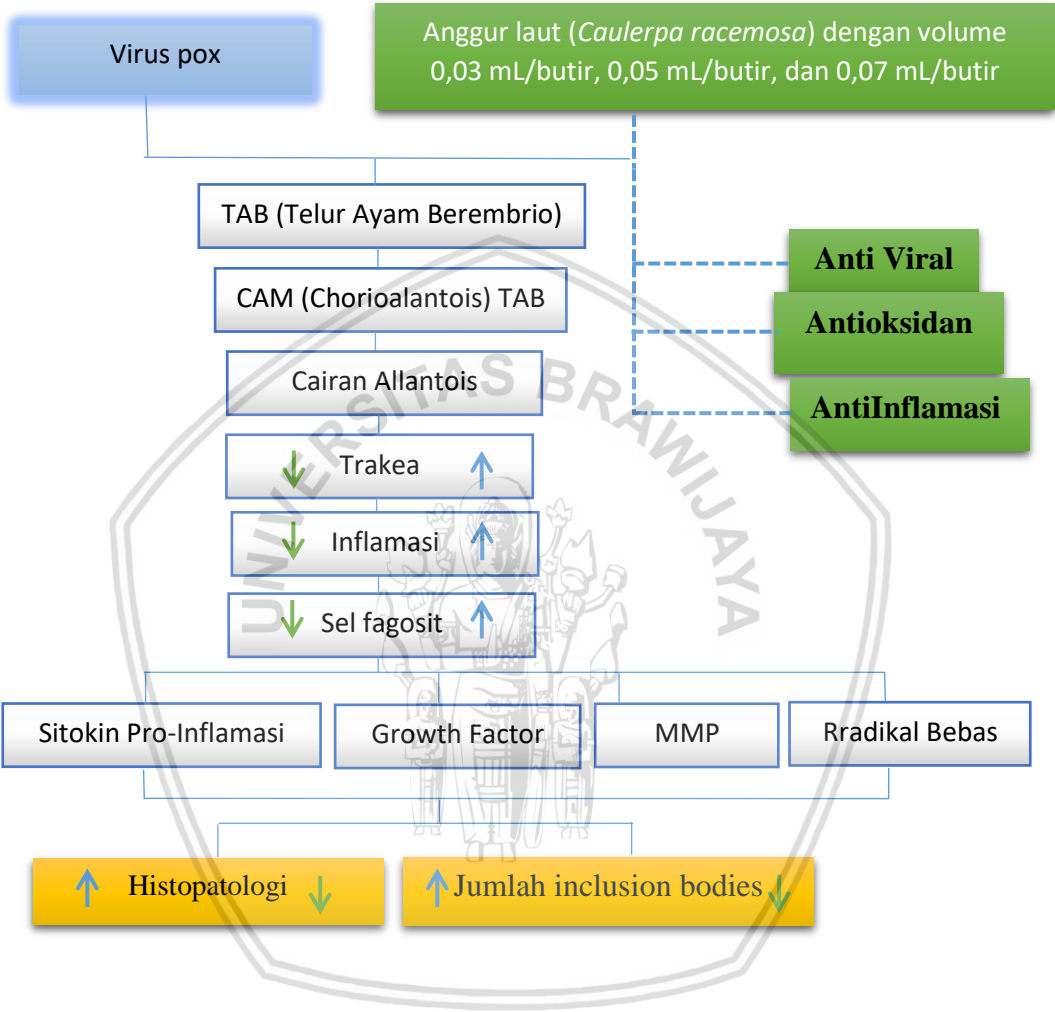 Virus pox
Anggur laut (Caulerpa racemosa) dengan volume
0,03 mL/butir, 0,05 mL/butir, dan 0,07 mL/butir
TAB (Telur Ayam Berembrio)
CAM (Chorioalantois) TAB
Cairan Allantois
Anti Viral
Antioksidan
AntiInflamasi
Trakea
Inflamasi
Sel fagosit
Sitokin Pro-Inflamasi
Growth Factor
MMP
Rradikal Bebas
Histopatologi
Jumlah inclusion bodies
UNIVERSITAS BRAWIJAYA